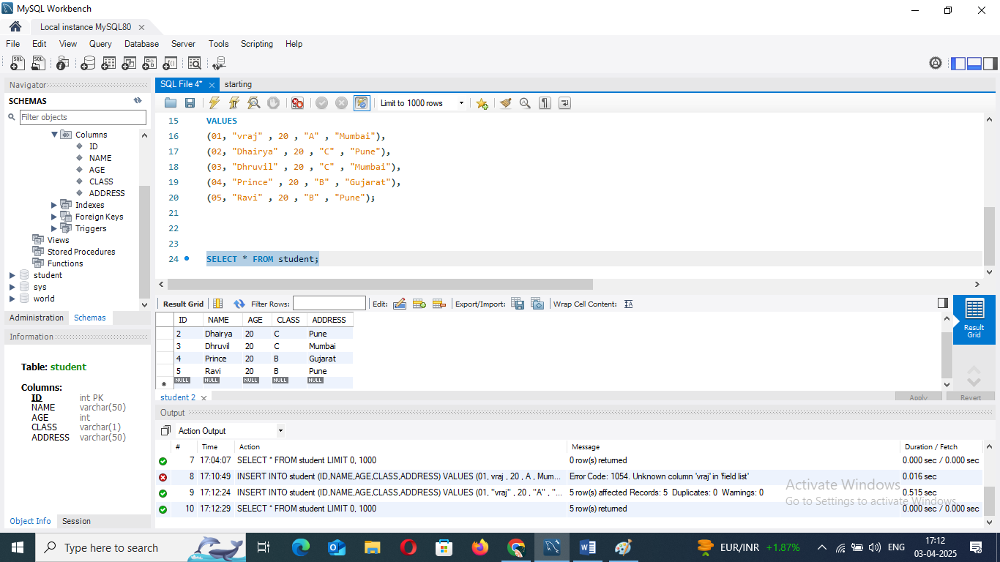 MySQL Workbench
Local instance MySQL80
File Edit View Query Database Server Tools Scripting Help
Navigator
SCHEMAS
Filter objects
Columns
ID
NAME
AGE
CLASS
ADDRESS
Indexes
Foreign Keys
Triggers
Views
Stored Procedures
Functions
student
sys
world
Administration Schemas
Information
Table: student
Columns:
ID int PK
NAME varchar(50)
AGE int
CLASS varchar(1)
ADDRESS varchar(50)
Object Info Session
SQL File 4* starting
Limit to 1000 rows
15 VALUES
16 (01, "vraj" , 20 , "A" , "Mumbai"),
17 (02, "Dhairya" , 20 , "C" , "Pune"),
18 (03, "Dhruvil" , 20 , "C" , "Mumbai"),
19 (04, "Prince" , 20 , "B" , "Gujarat"),
20 (05, "Ravi" , 20 , "B" , "Pune");
21
22
23
24 SELECT * FROM student;
Result Grid Filter Rows: Edit: Export/Import: Wrap Cell Content:
ID NAME AGE CLASS ADDRESS
2 Dhairya 20 C Pune
3 Dhruvil 20 C Mumbai
4 Prince 20 B Gujarat
5 Ravi 20 B Pune
NULL NULL NULL NULL NULL
Result
Grid
student 2 Apply Revert
Output
Action Output
# Time Action Message Duration / Fetch
7 17:04:07 SELECT * FROM student LIMIT 0, 1000 0 row(s) returned 0.000 sec / 0.000 sec
8 17:10:49 INSERT INTO student (ID,NAME,AGE,CLASS,ADDRESS) VALUES (01, vraj , 20 , A , Mum... Error Code: 1054. Unknown column 'vraj' in 'field list' 0.016 sec
9 17:12:24 INSERT INTO student (ID,NAME,AGE,CLASS,ADDRESS) VALUES (01, "vraj" , 20 , "A" , "... 5 row(s) affected Records: 5 Duplicates: 0 Warnings: 0 0.515 sec
10 17:12:29 SELECT * FROM student LIMIT 0, 1000 5 row(s) returned 0.000 sec / 0.000 sec
Activate Windows
Go to Settings to activate Windows.
Type here to search
EUR/INR +1.87%
ENG
17:12
03-04-2025